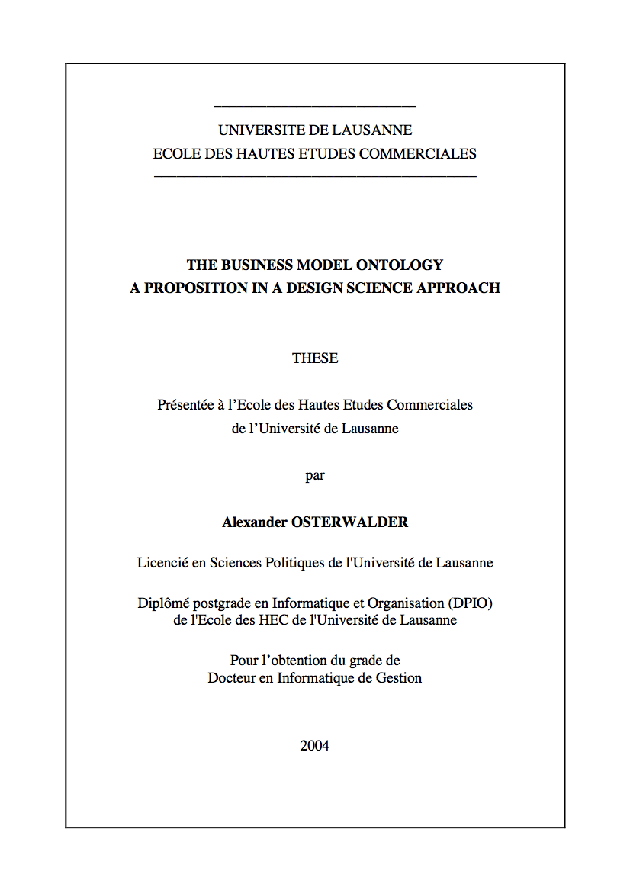 UNIVERSITE DE LAUSANNE
ECOLE DES HAUTES ETUDES COMMERCIALES
THE BUSINESS MODEL ONTOLOGY
A PROPOSITION IN A DESIGN SCIENCE APPROACH
THESE
Présentée à l’Ecole des Hautes Etudes Commerciales
de l’Université de Lausanne
par
Alexander OSTERWALDER
Licencié en Sciences Politiques de l'Université de Lausanne
Diplômé postgrade en Informatique et Organisation (DPIO)
de l'Ecole des HEC de l'Université de Lausanne
Pour l’obtention du grade de
Docteur en Informatique de Gestion
2004